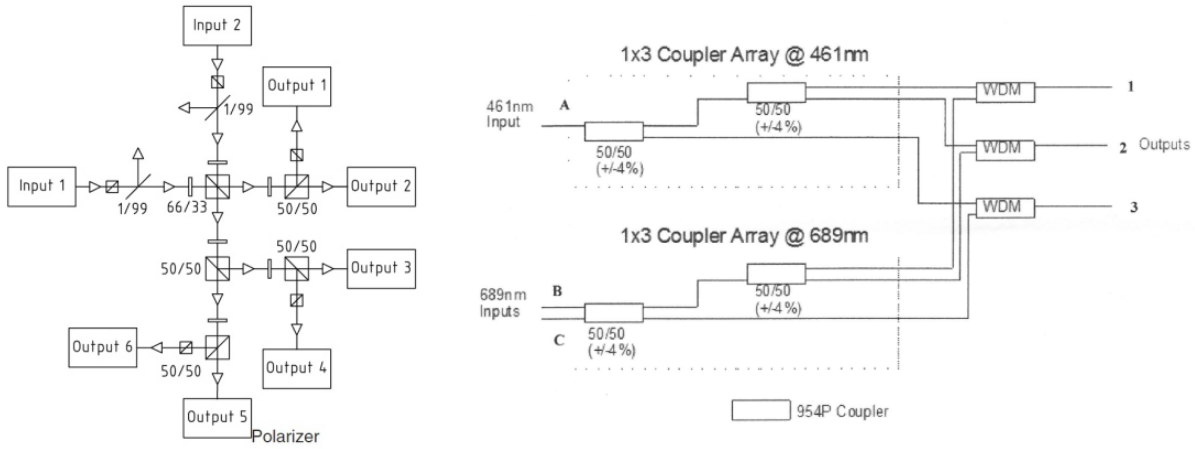 Input 2
Output 1
1/99
Input 1
Output 2
1/99
66/33
50/50
50/50
50/50
Output 3
Output 6
50/50
Output 4
Output 5
Polarizer
1x3 Coupler Array @ 461nm
461nm
Input
A
50/50
(+/-4%)
50/50
(+/-4%)
WDM
1
WDM
2 Outputs
WDM
3
1x3 Coupler Array @ 689nm
689nm
Inputs
B
C
50/50
(+/-4%)
50/50
(+/-4%)
954P Coupler